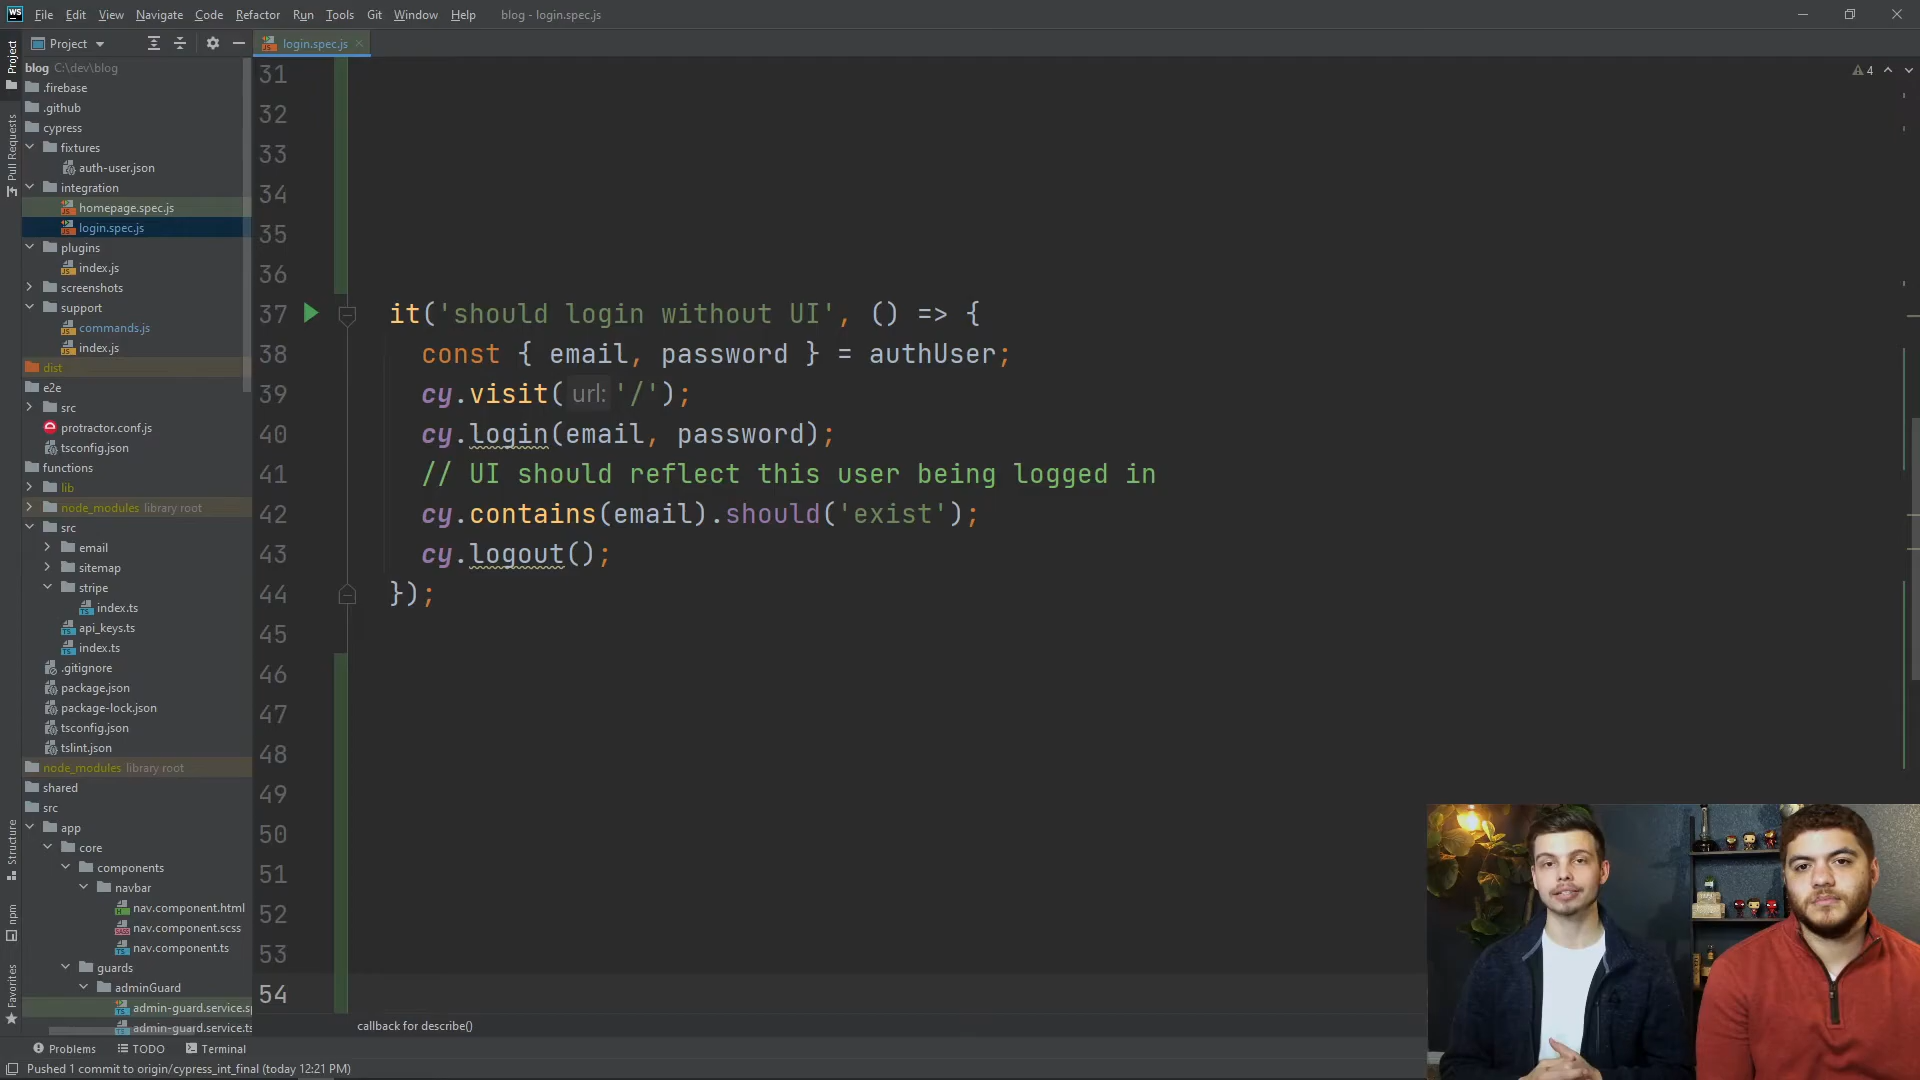 WS File Edit View Navigate Code Refactor Run Tools Git Window Help blog - login.spec.js
Project
login.spec.js
Project
Pull Requests
Structure
npm
Favorites
blog C:\dev\blog
.firebase
.github
cypress
fixtures
auth-user.json
integration
homepage.spec.js
login.spec.js
plugins
index.js
screenshots
support
commands.js
index.js
dist
e2e
src
protractor.conf.js
tsconfig.json
functions
lib
node_modules library root
src
email
sitemap
stripe
index.ts
api_keys.ts
index.ts
.gitignore
package.json
package-lock.json
tsconfig.json
tslint.json
node_modules library root
shared
src
app
core
components
navbar
nav.component.html
nav.component.scss
nav.component.ts
guards
adminGuard
admin-guard.service.s
admin-guard.service.ts
4
31
32
33
34
35
36
37 it('should login without UI', () => {
38 const { email, password } = authUser;
39 cy.visit( url: '/');
40 cy.login(email, password);
41 // UI should reflect this user being logged in
42 cy.contains(email).should('exist');
43 cy.logout();
44 });
45
46
47
48
49
50
51
52
53
54
callback for describe()
Problems TODO Terminal
Pushed 1 commit to origin/cypress_int_final (today 12:21 PM)